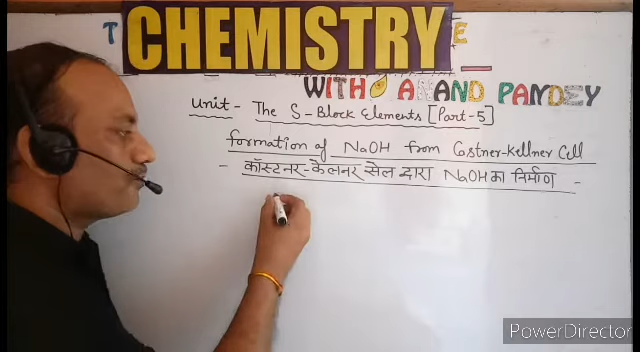 T CHEMISTRY E
WITH ANAND PANDEY
Unit - The S-Block Elements [Part-5]
formation of NaOH from Castner-Kellner Cell
- कॉस्टनर-केलनर सेल द्वारा NaOH का निर्माण -
PowerDirector